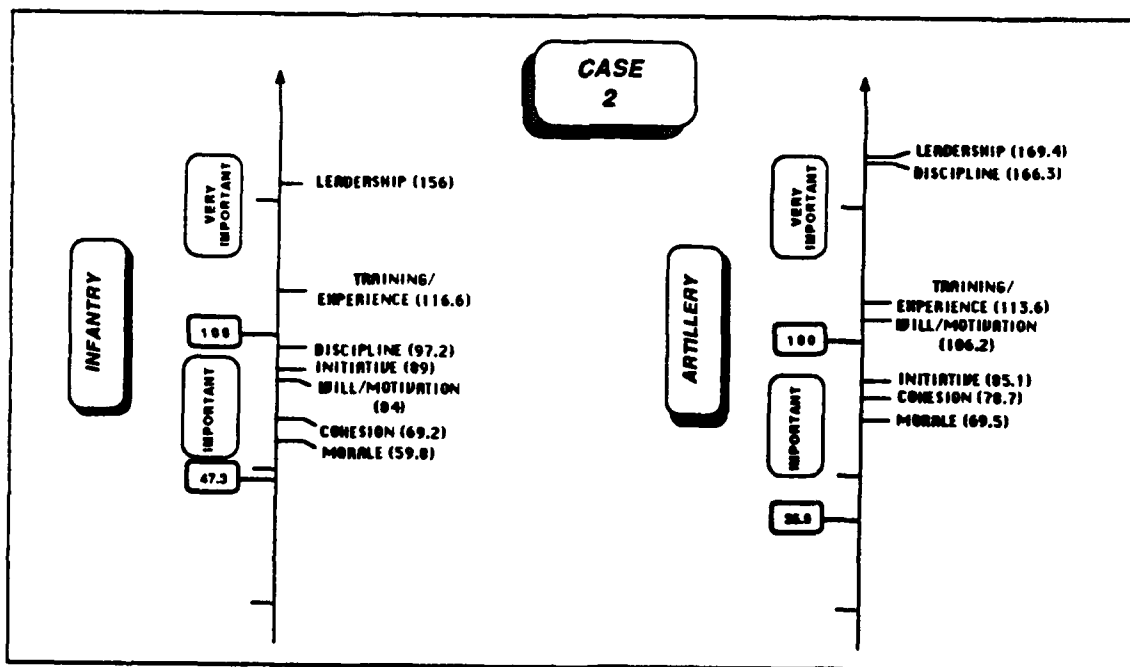 CASE
2
INFANTRY
VERY
IMPORTANT
100
IMPORTANT
47.3
LEADERSHIP (156)
TRAINING/
EXPERIENCE (116.6)
DISCIPLINE (97.2)
INITIATIVE (89)
WILL/MOTIVATION
(84)
COHESION (69.2)
MORALE (59.8)
ARTILLERY
VERY
IMPORTANT
100
IMPORTANT
LEADERSHIP (169.4)
DISCIPLINE (166.3)
TRAINING/
EXPERIENCE (113.6)
WILL/MOTIVATION
(106.2)
INITIATIVE (85.1)
COHESION (78.7)
MORALE (69.5)